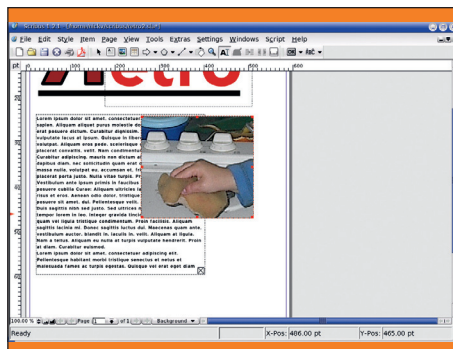 File Edit Style Item Page View Tools Extras Settings Windows Script Help
pt
0 100 200 300 400 500 600
Retro
Lorem ipsum dolor sit amet, consectetuer
sapien. Aliquam aliquet purus molestie do
erat posuere dictum. Curabitur dignissim.
vulputate lacus at ipsum. Quisque in liber
volutpat. Aliquam eros pede, scelerisque
placerat convallis, velit. Nam condimentu
Curabitur adipiscing, mauris non dictum a
dapibus diam, nec sollicitudin quam erat
massa nulla, volutpat eu, accumsan et, fr
placerat porta justo. Nulla vitae turpis. Pr
Vestibulum ante ipsum primis in faucibus
posuere cubilia Curae; Aliquam ultricies la
risus et eros. Aenean odio dolor, tristique
posuere sit amet, dui. Pellentesque
Duis sagittis nibh sed justo. Sed ultrices
tempor lorem in leo. Integer gravida tinci
quam vel ligula tristique condimentum. Proin facilisis. Aliquam
sagittis lacinia mi. Donec sagittis luctus dui. Maecenas quam ante,
vestibulum auctor, blandit in, iaculis in, velit. Aliquam at ligula.
Nam a tellus. Aliquam eu nulla at turpis vulputate hendrerit. Proin
at diam. Curabitur euismod.
Lorem ipsum dolor sit amet, consectetuer adipiscing elit.
Pellentesque habitant morbi tristique senectus et netus et
malesuada fames ac turpis egestas. Quisque vel erat eget diam
100.00 % Page 1 of 1 Background
Ready X-Pos: 486.00 pt Y-Pos: 465.00 pt